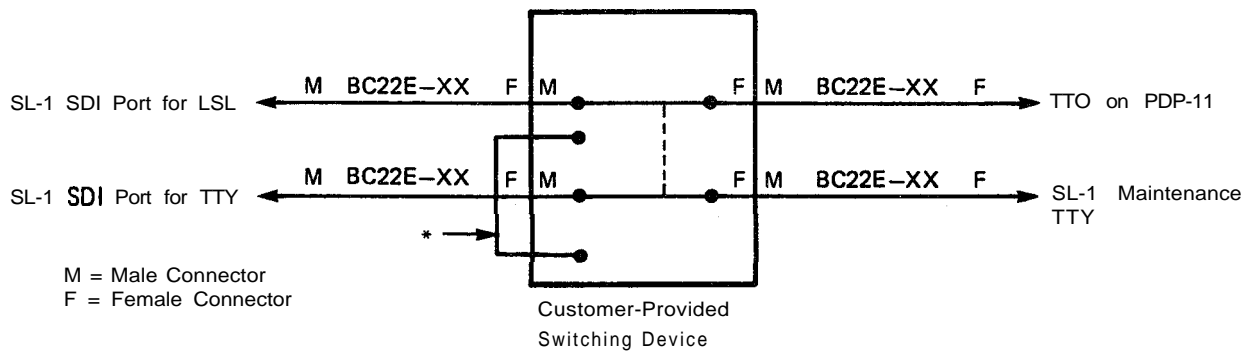 M BC22E-XX F M F M BC22E-XX F
SL-1 SDI Port for LSL
TTO on PDP-11
M BC22E-XX F M F M BC22E-XX F
SL-1 SDI Port for TTY
SL-1 Maintenance
TTY
*
M = Male Connector
F = Female Connector
Customer-Provided
Switching Device